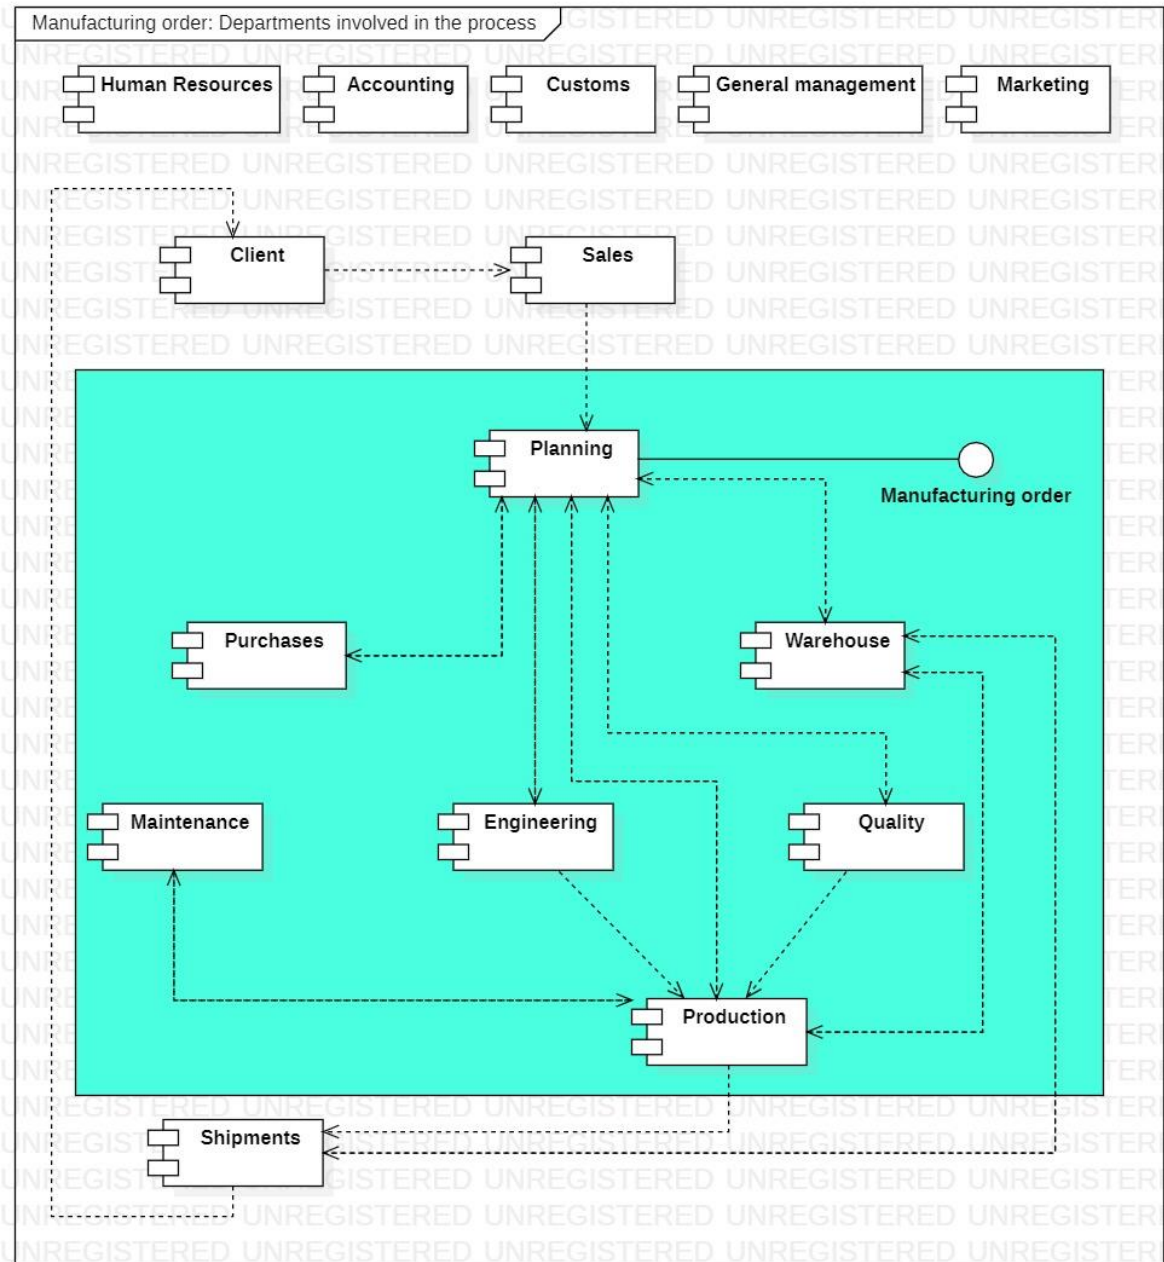 Manufacturing order: Departments involved in the process
Human Resources
Accounting
Customs
General management
Marketing
Client
Sales
Planning
Manufacturing order
Purchases
Warehouse
Maintenance
Engineering
Quality
Production
Shipments
UNREGISTERED